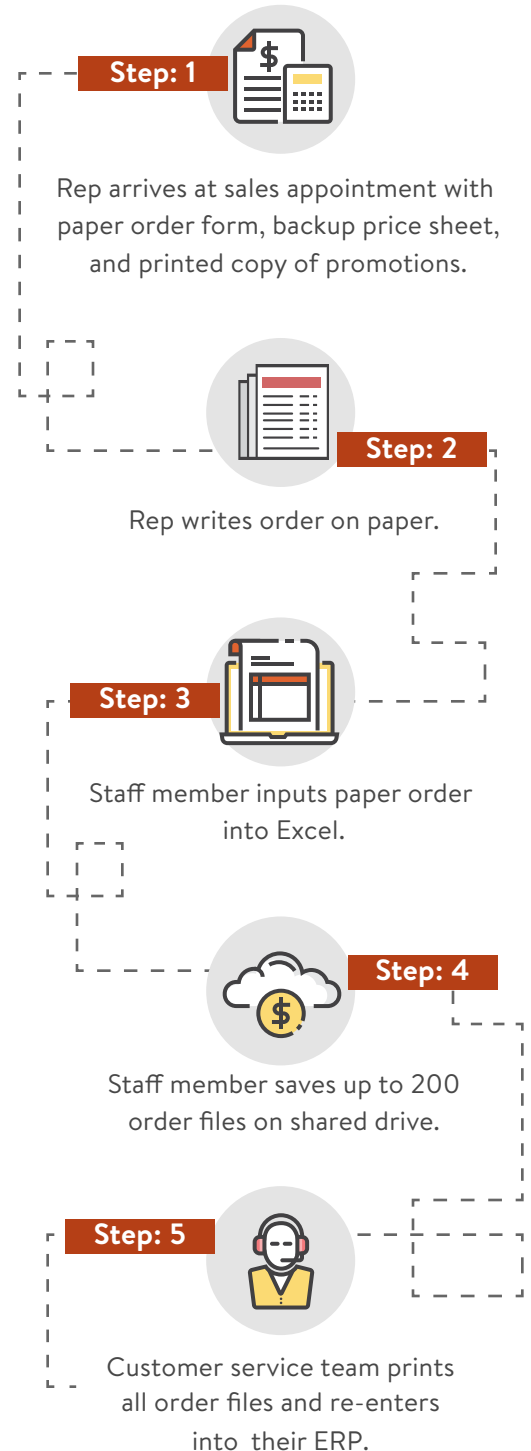 Step: 1
$
Rep arrives at sales appointment with
paper order form, backup price sheet,
and printed copy of promotions.
Step: 2
Rep writes order on paper.
Step: 3
Staff member inputs paper order
into Excel.
Step: 4
$
Staff member saves up to 200
order files on shared drive.
Step: 5
Customer service team prints
all order files and re-enters
into their ERP.